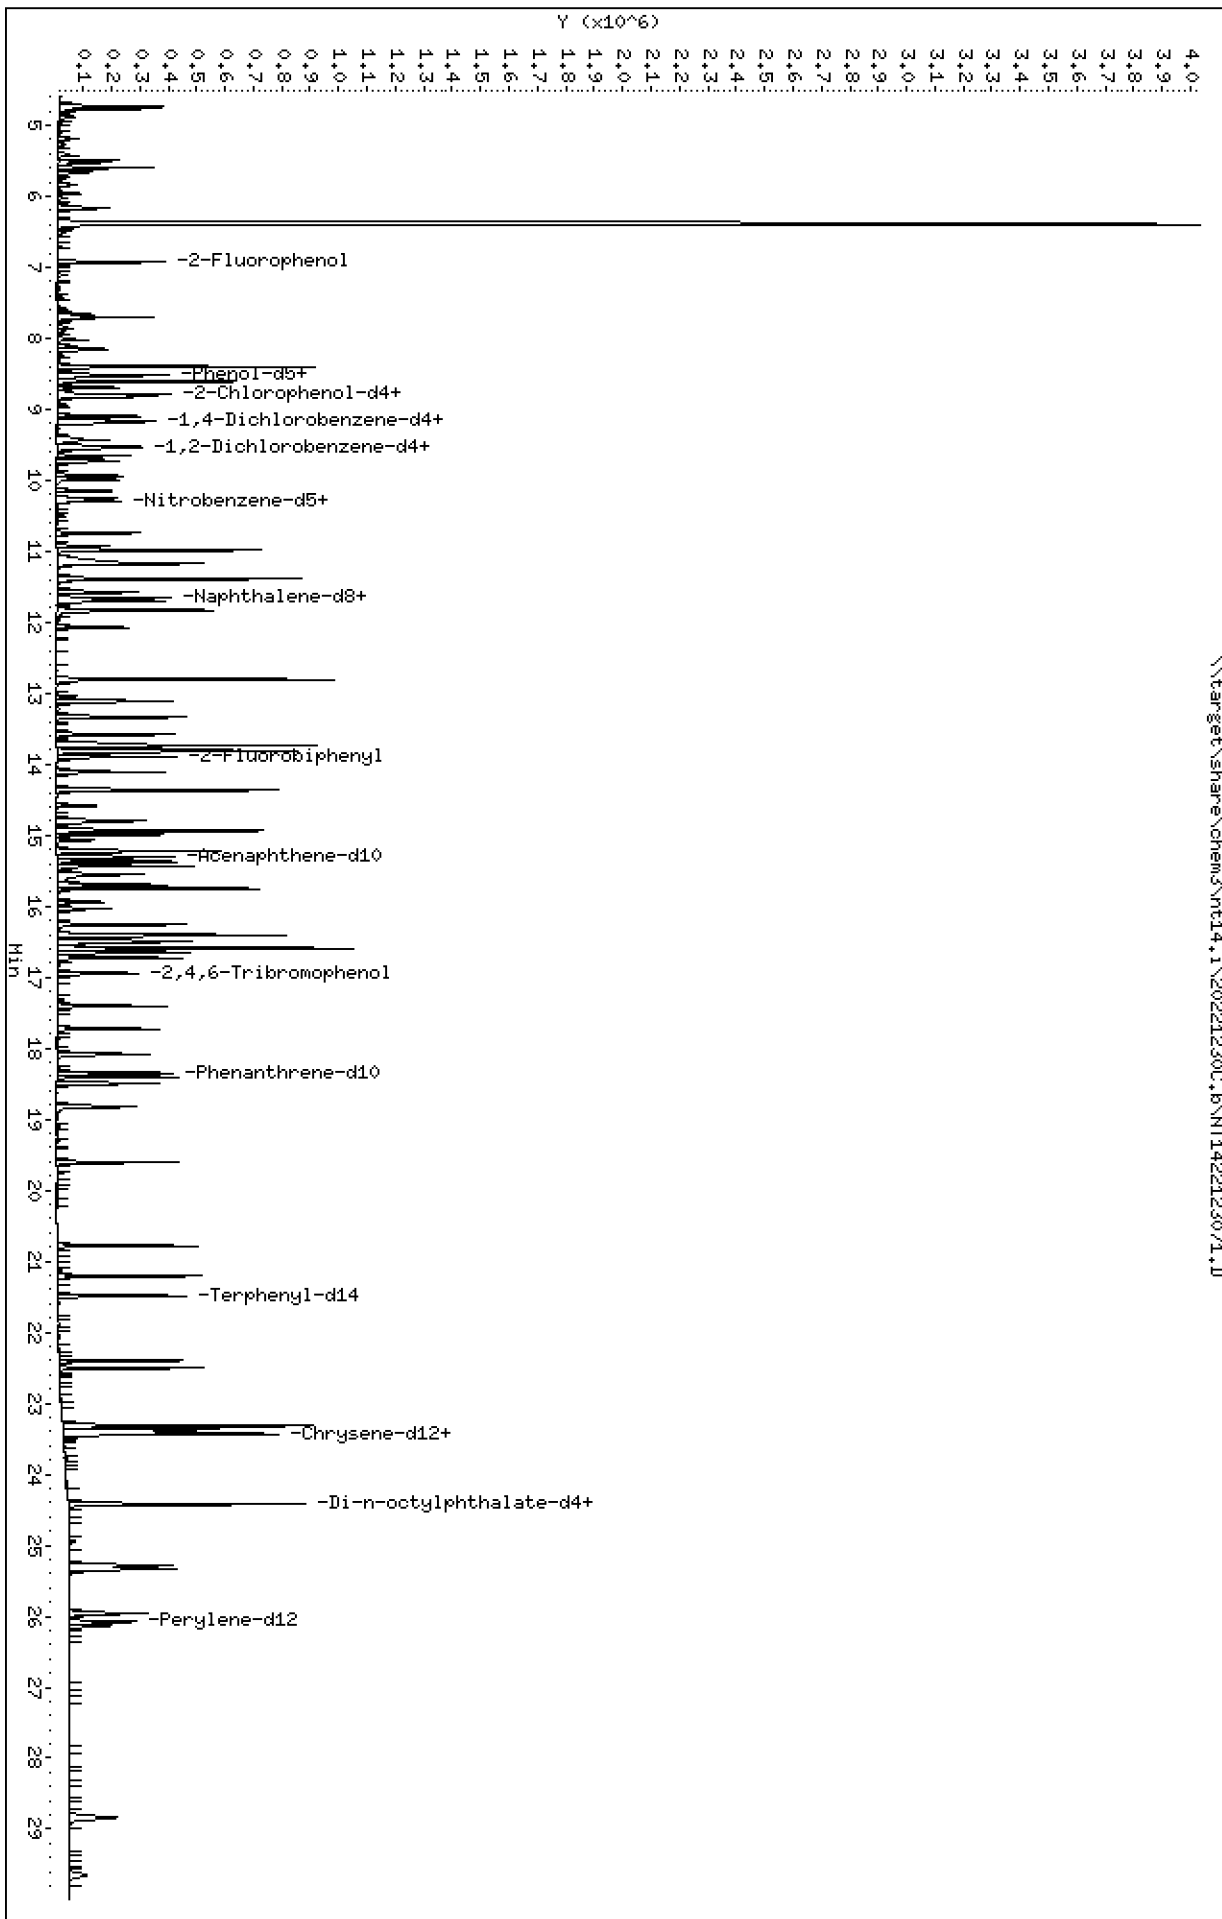 \\target\share\chem3\nt14.i\20221230C.b\NT1422123071.D
Y (x10^6)
4.0
3.9
3.8
3.7
3.6
3.5
3.4
3.3
3.2
3.1
3.0
2.9
2.8
2.7
2.6
2.5
2.4
2.3
2.2
2.1
2.0
1.9
1.8
1.7
1.6
1.5
1.4
1.3
1.2
1.1
1.0
0.9
0.8
0.7
0.6
0.5
0.4
0.3
0.2
0.1
-2-Fluorophenol
-Phenol-d5+
-2-Chlorophenol-d4+
-1,4-Dichlorobenzene-d4+
-1,2-Dichlorobenzene-d4+
-Nitrobenzene-d5+
-Naphthalene-d8+
-2-Fluorobiphenyl
-Acenaphthene-d10
-2,4,6-Tribromophenol
-Phenanthrene-d10
-Terphenyl-d14
-Chrysene-d12+
-Di-n-octylphthalate-d4+
-Perylene-d12
5 6 7 8 9 10 11 12 13 14 15 16 17 18 19 20 21 22 23 24 25 26 27 28 29
Min